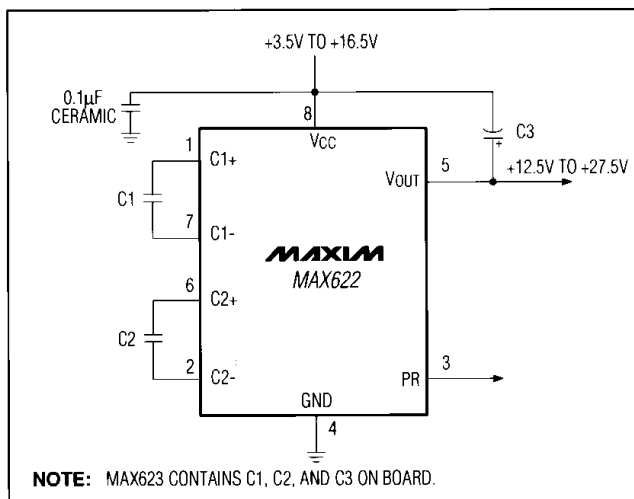 +3.5V TO +16.5V
0.1µF
CERAMIC
8
VCC
C3
+
1
C1+
5
VOUT
+12.5V TO +27.5V
C1
7
C1-
MAXIM
MAX622
6
C2+
C2
2
C2-
3
PR
GND
4
NOTE: MAX623 CONTAINS C1, C2, AND C3 ON BOARD.